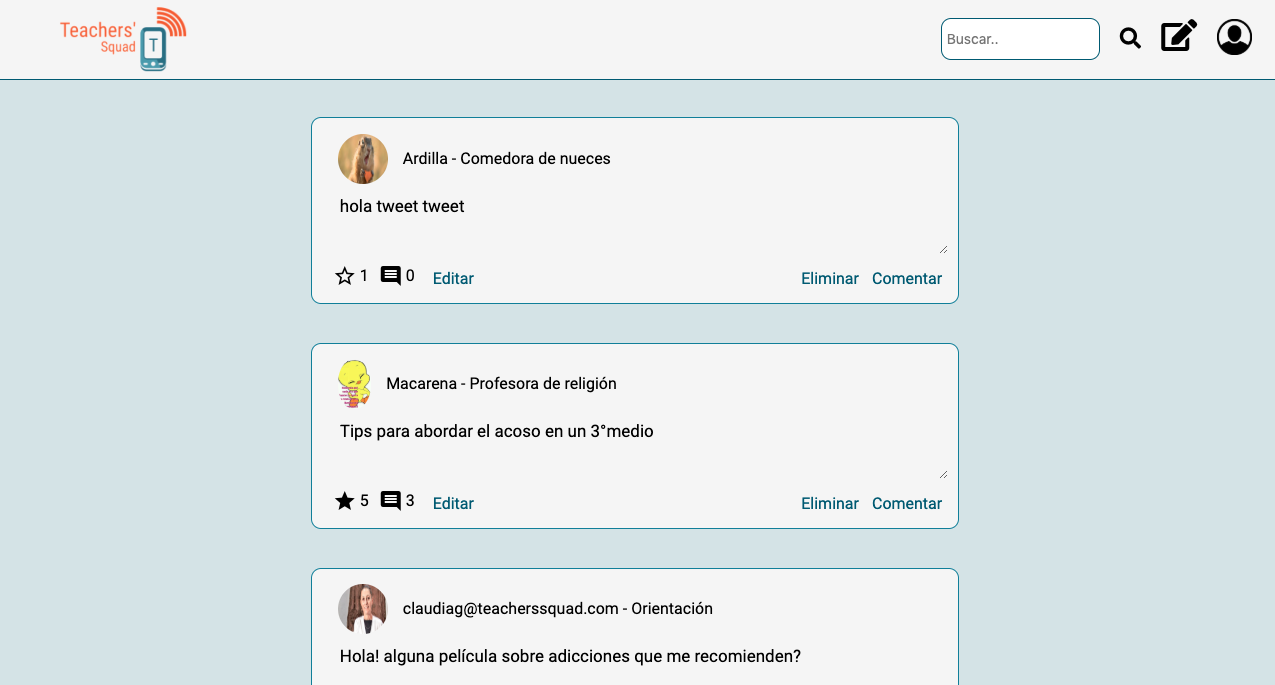 Teachers'
Squad
T
Buscar..
Ardilla - Comedora de nueces
hola tweet tweet
1 0 Editar Eliminar Comentar
Macarena - Profesora de religión
Tips para abordar el acoso en un 3°medio
5 3 Editar Eliminar Comentar
claudiag@teacherssquad.com - Orientación
Hola! alguna película sobre adicciones que me recomienden?